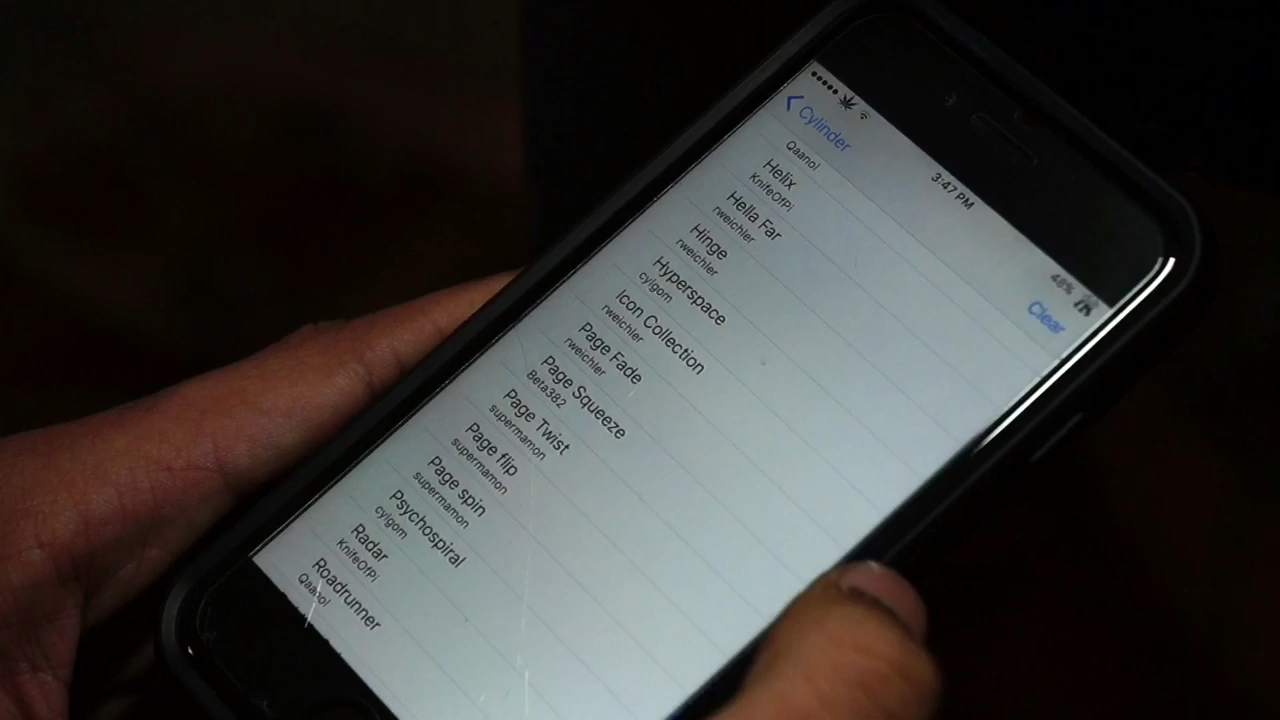 3:47 PM
48%
Cylinder
Clear
Qaanol
Helix
KnifeOfPi
Hella Far
rweichler
Hinge
rweichler
Hyperspace
cylgom
Icon Collection
rweichler
Page Fade
rweichler
Page Squeeze
Beta382
Page Twist
supermamon
Page flip
supermamon
Page spin
supermamon
Psychospiral
cylgom
Radar
KnifeOfPi
Roadrunner
Qaanol